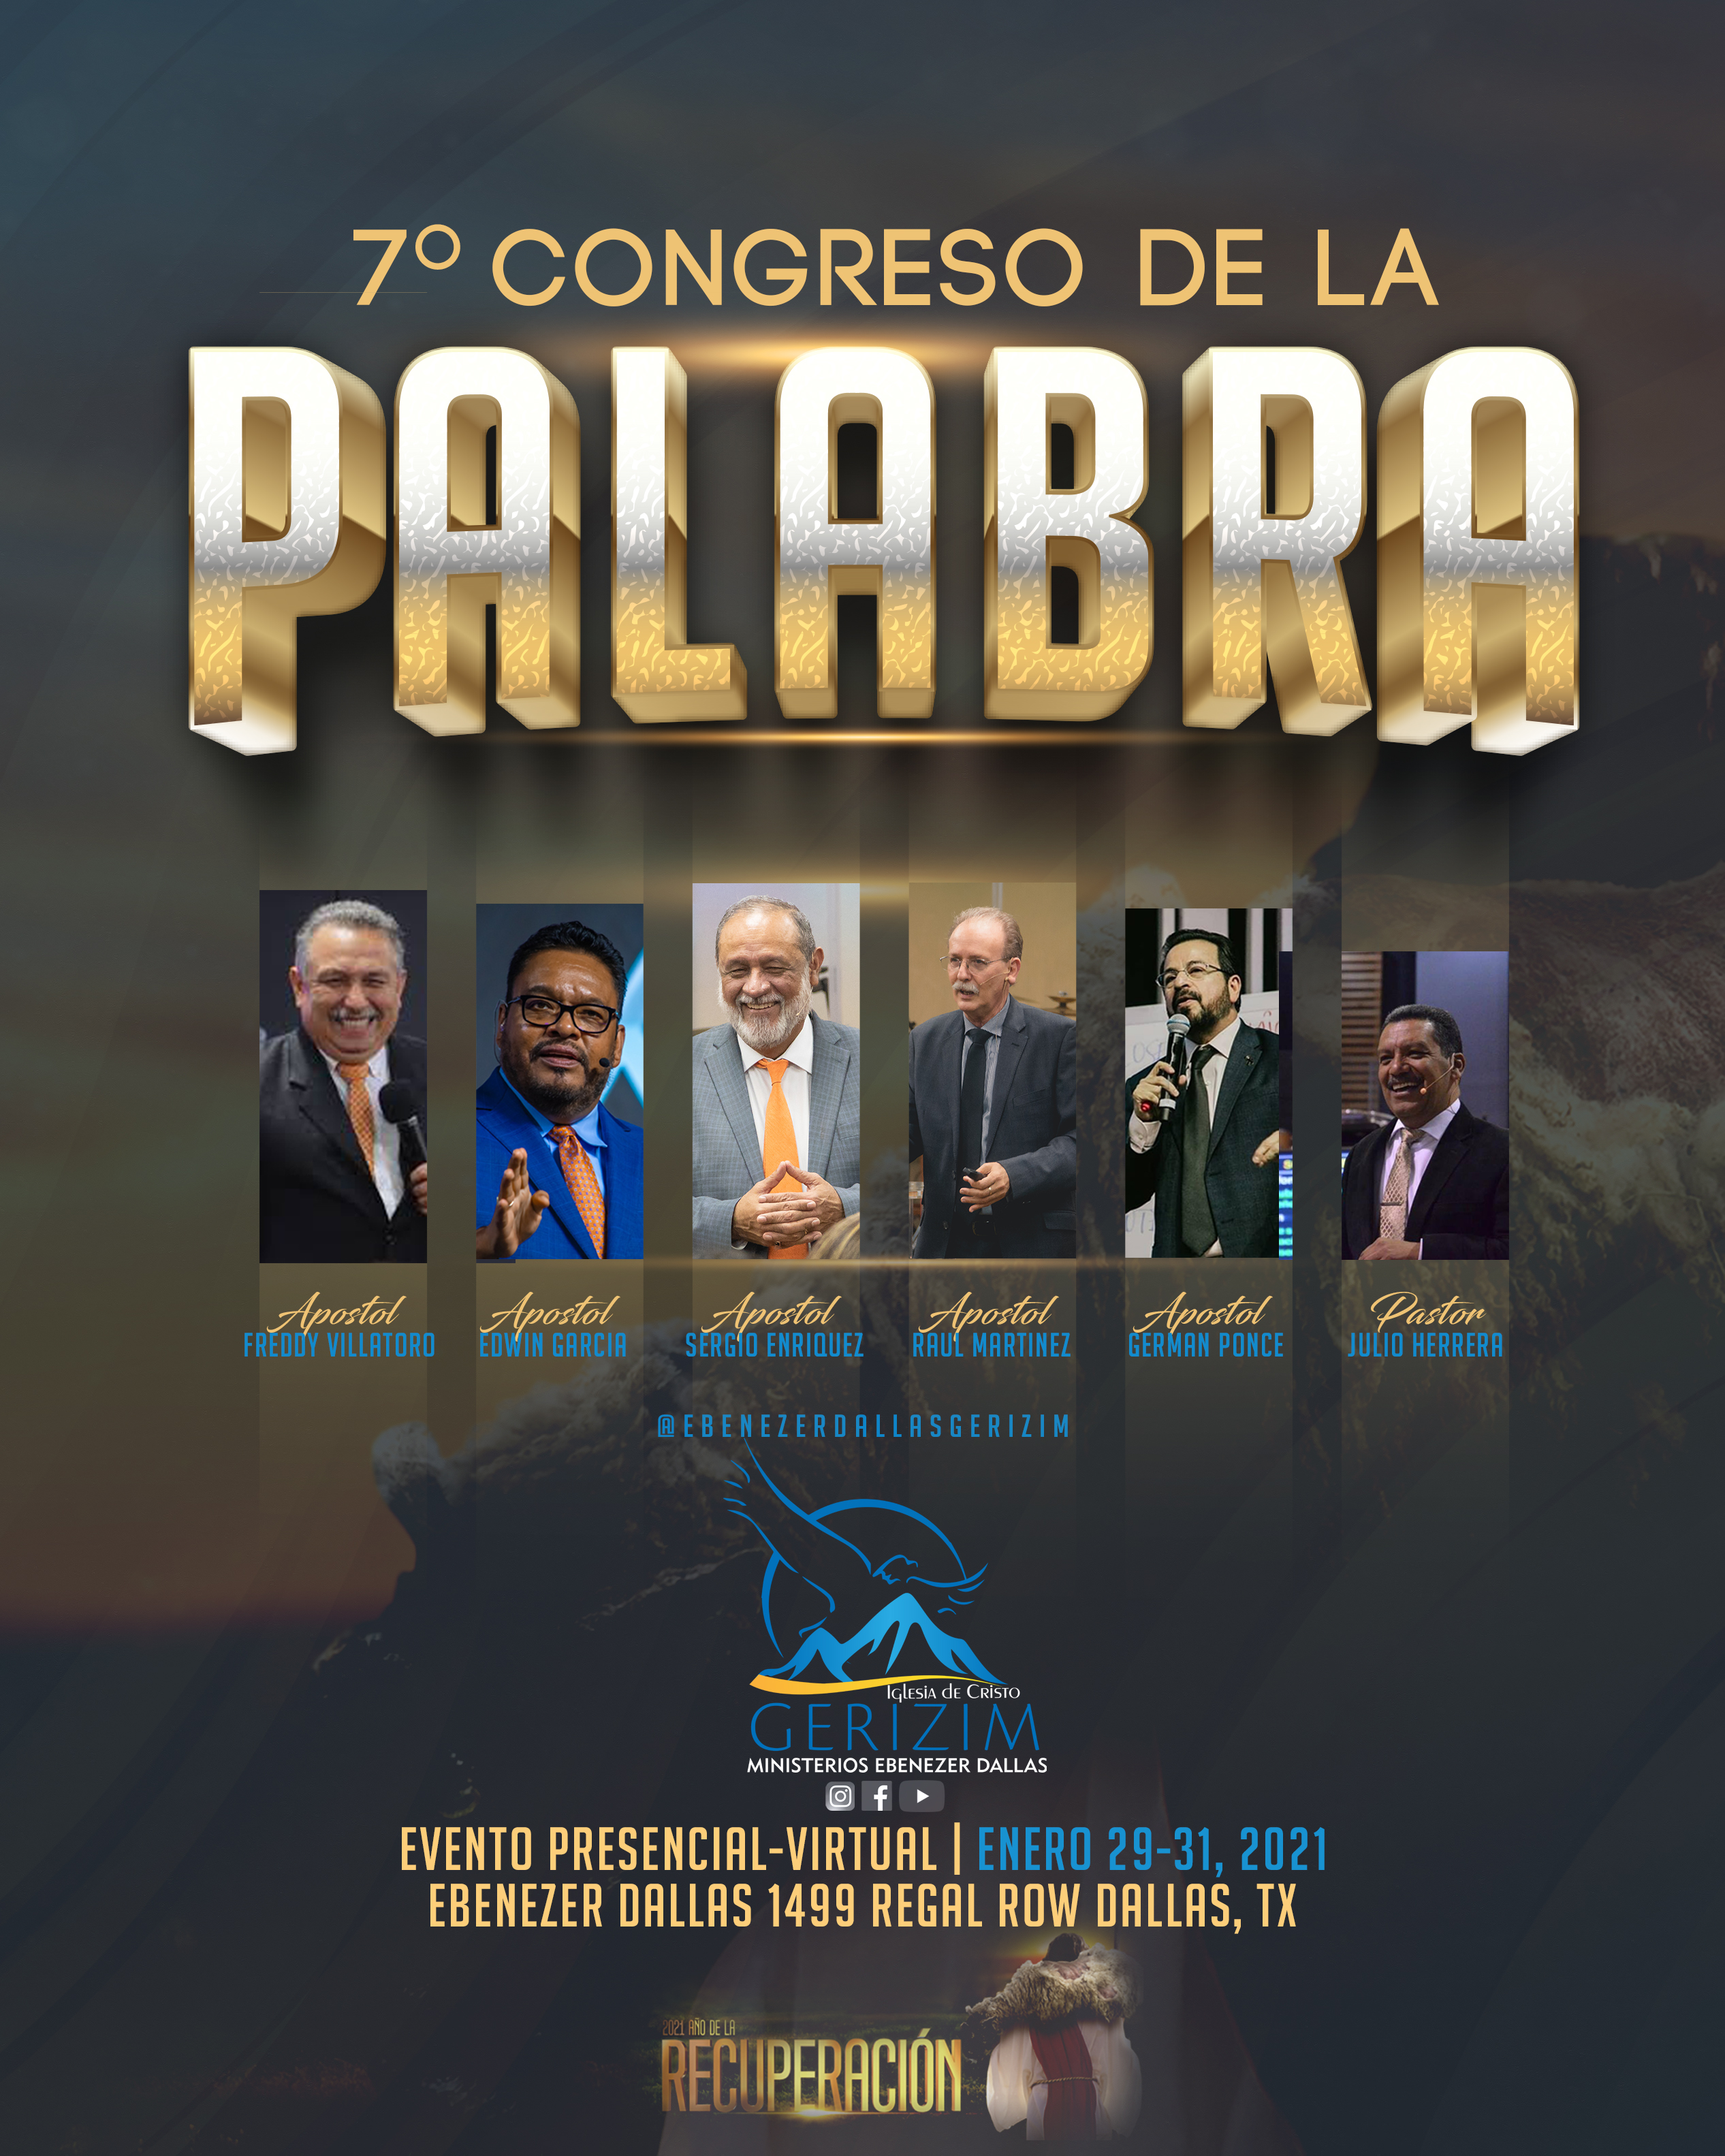 7° CONGRESO DE LA
PALABRA
Apostol
FREDDY VILLATORO
Apostol
EDWIN GARCIA
Apostol
SERGIO ENRIQUEZ
Apostol
RAUL MARTINEZ
Apostol
GERMAN PONCE
Pastor
JULIO HERRERA
@EBENEZERDALLASGERIZIM
Iglesia de Cristo
GERIZIM
MINISTERIOS EBENEZER DALLAS
EVENTO PRESENCIAL-VIRTUAL | ENERO 29-31, 2021
EBENEZER DALLAS 1499 REGAL ROW DALLAS, TX
2021 AÑO DE LA
RECUPERACIÓN